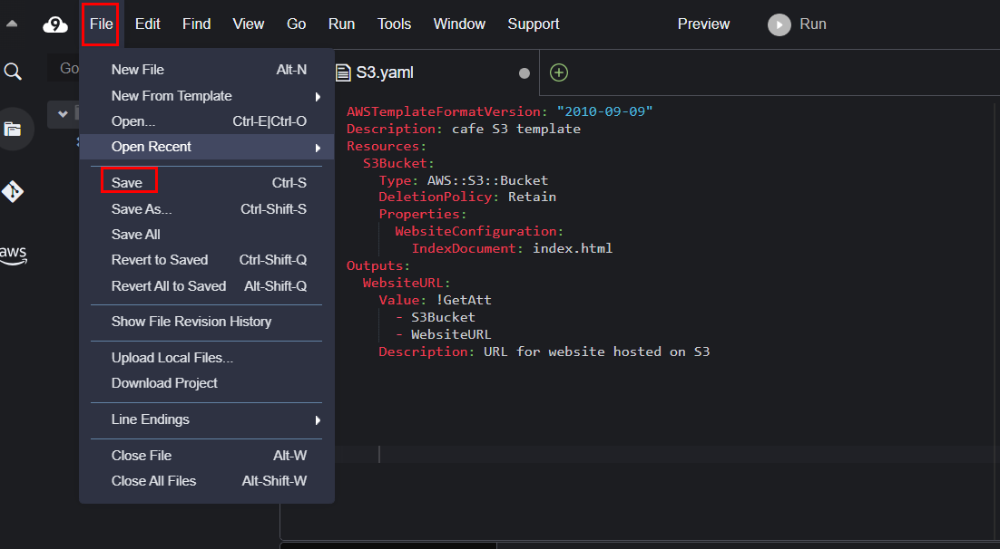 9 File Edit Find View Go Run Tools Window Support Preview Run
Go
New File Alt-N
New From Template
Open... Ctrl-E|Ctrl-O
Open Recent
Save Ctrl-S
Save As... Ctrl-Shift-S
Save All
Revert to Saved Ctrl-Shift-Q
Revert All to Saved Alt-Shift-Q
Show File Revision History
Upload Local Files...
Download Project
Line Endings
Close File Alt-W
Close All Files Alt-Shift-W
aws
S3.yaml
AWSTemplateFormatVersion: "2010-09-09"
Description: cafe S3 template
Resources:
  S3Bucket:
    Type: AWS::S3::Bucket
    DeletionPolicy: Retain
    Properties:
      WebsiteConfiguration:
        IndexDocument: index.html
Outputs:
  WebsiteURL:
    Value: !GetAtt
      - S3Bucket
      - WebsiteURL
    Description: URL for website hosted on S3